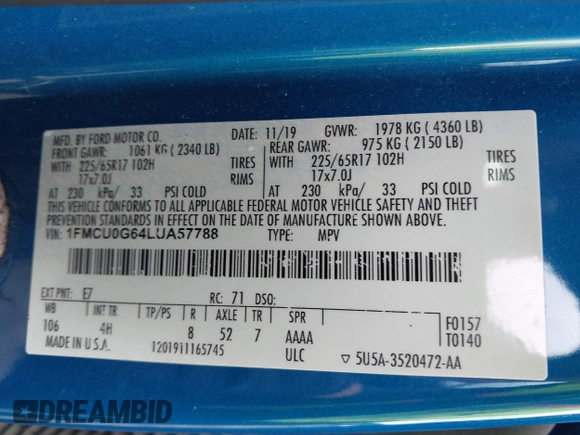 MFD. BY FORD MOTOR CO.
DATE: 11/19 GVWR: 1978 KG ( 4360 LB)
FRONT GAWR: 1061 KG ( 2340 LB) REAR GAWR: 975 KG ( 2150 LB)
WITH 225/65R17 102H TIRES WITH 225/65R17 102H TIRES
17x7.0J RIMS 17x7.0J RIMS
AT 230 kPa/ 33 PSI COLD AT 230 kPa/ 33 PSI COLD
THIS VEHICLE CONFORMS TO ALL APPLICABLE FEDERAL MOTOR VEHICLE SAFETY AND THEFT
PREVENTION STANDARDS IN EFFECT ON THE DATE OF MANUFACTURE SHOWN ABOVE.
VIN: 1FMCU0G64LUA57788 TYPE: MPV
EXT PNT: E7 RC: 71 DSO:
WB INT TR TP/PS R AXLE TR SPR F0157
106 4H 8 52 7 AAAA T0140
MADE IN U.S.A. 1201911165745 ULC ▽ 5U5A-3520472-AA
DREAMBID